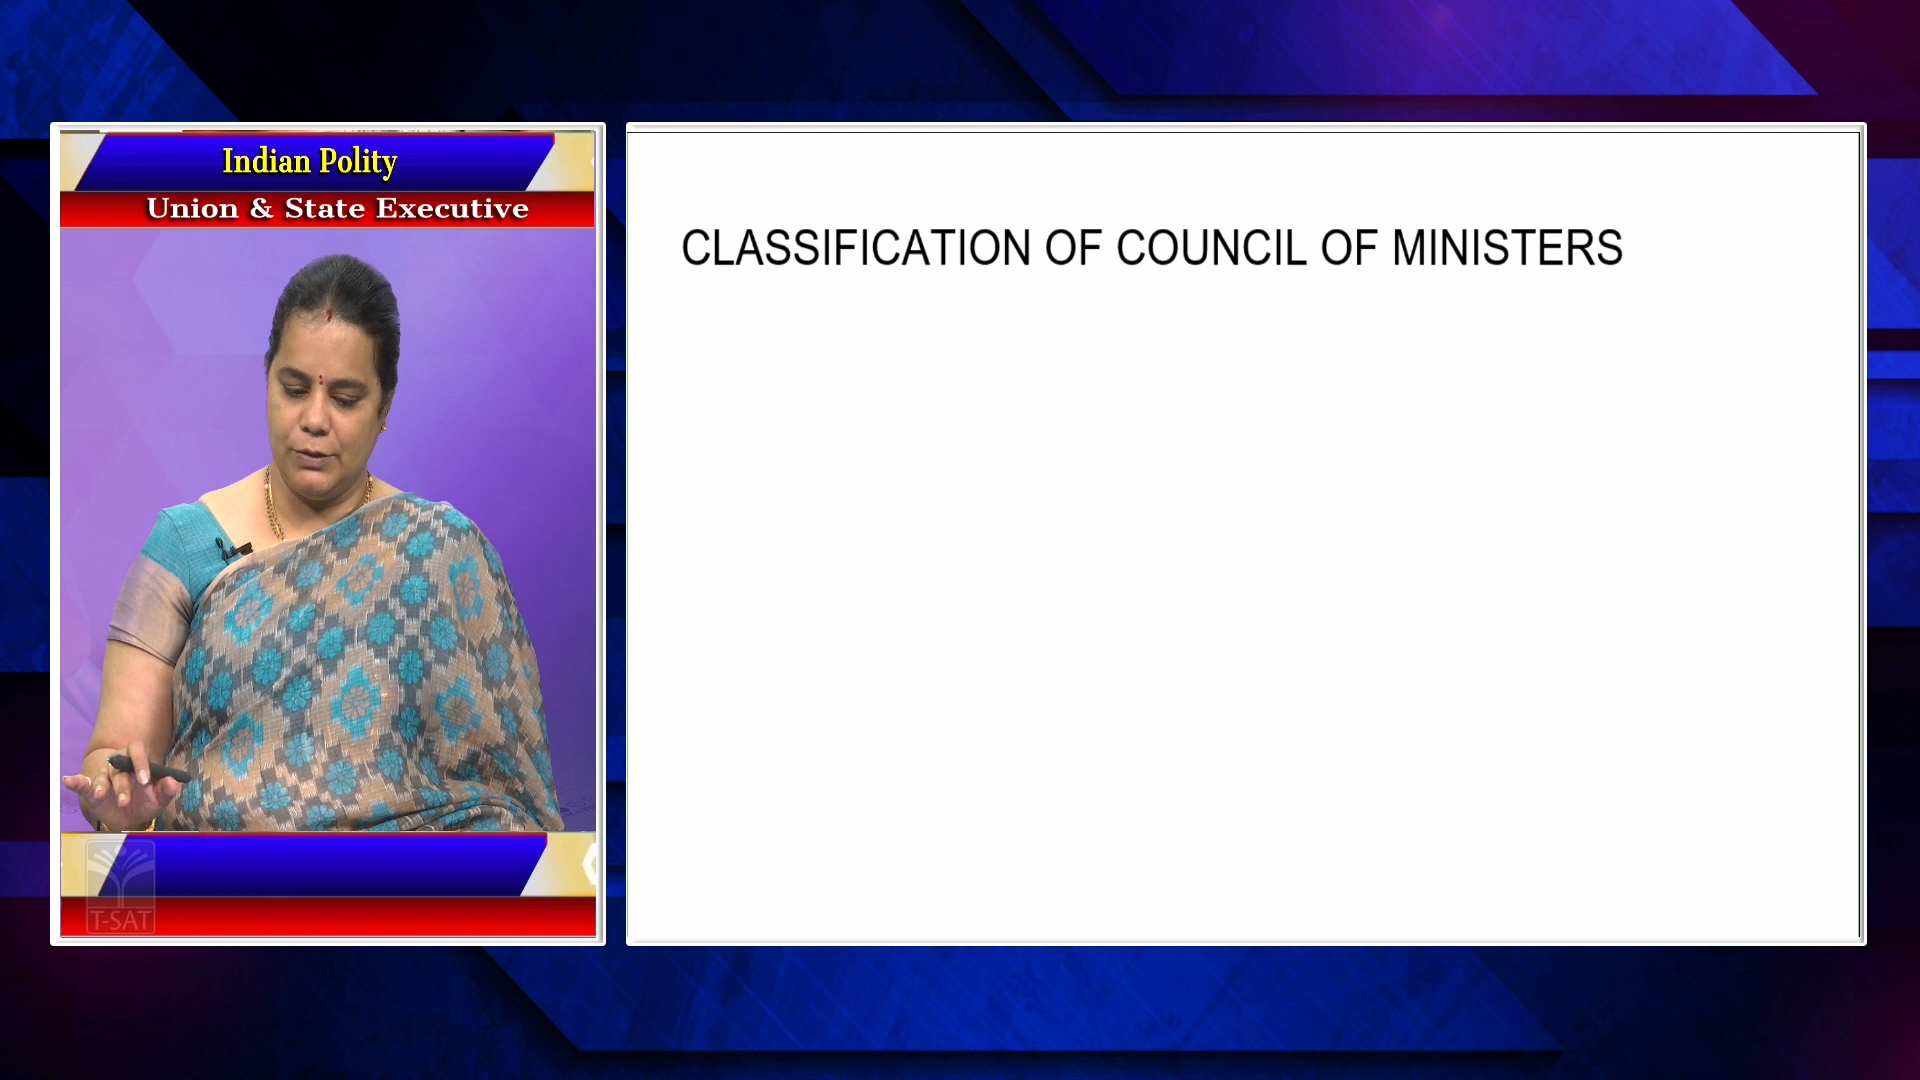 Indian Polity
Union & State Executive
CLASSIFICATION OF COUNCIL OF MINISTERS
T-SAT